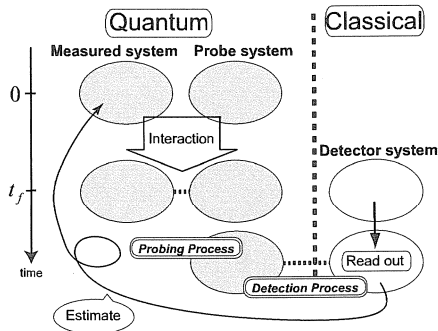 Quantum
Classical
Measured system
Probe system
0
Interaction
Detector system
t_f
Probing Process
Read out
time
Detection Process
Estimate